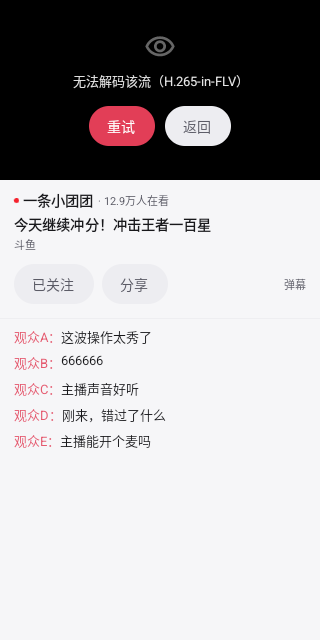 无法解码该流（H.265-in-FLV）
重试 返回
一条小团团 · 12.9万人在看
今天继续冲分！冲击王者一百星
斗鱼
已关注 分享 弹幕
观众A：这波操作太秀了
观众B：666666
观众C：主播声音好听
观众D：刚来，错过了什么
观众E：主播能开个麦吗